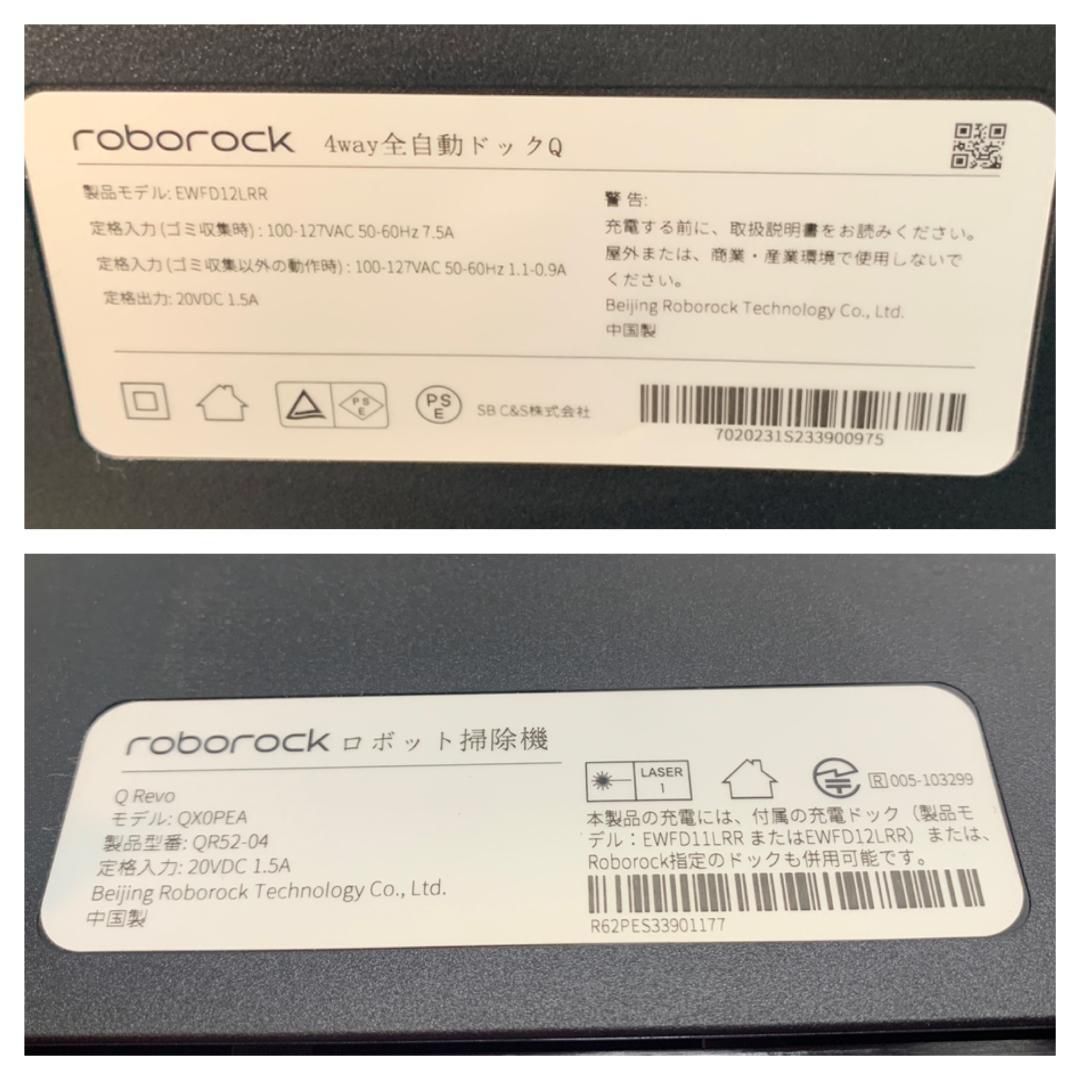 roborock 4way全自動ドックQ
製品モデル: EWFD12LRR
定格入力 (ゴミ収集時) : 100-127VAC 50-60Hz 7.5A
定格入力 (ゴミ収集以外の動作時) : 100-127VAC 50-60Hz 1.1-0.9A
定格出力: 20VDC 1.5A
警告:
充電する前に、取扱説明書をお読みください。
屋外または、商業・産業環境で使用しないで
ください。
Beijing Roborock Technology Co., Ltd.
中国製
PS
E
PS
E
SB C&S株式会社
7020231S233900975
roborock ロボット掃除機
Q Revo
モデル: QX0PEA
製品型番: QR52-04
定格入力: 20VDC 1.5A
Beijing Roborock Technology Co., Ltd.
中国製
LASER
1
R 005-103299
本製品の充電には、付属の充電ドック（製品モ
デル：EWFD11LRR またはEWFD12LRR）または、
Roborock指定のドックも併用可能です。
R62PES33901177